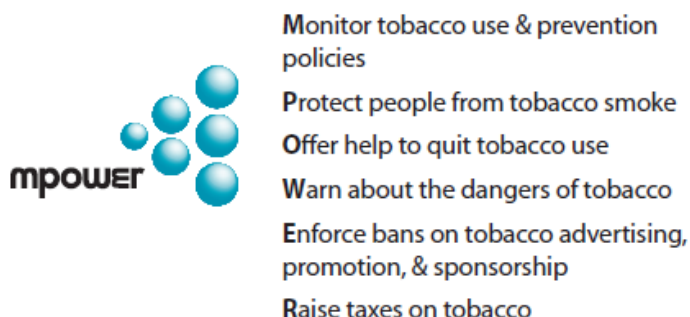 mpower
Monitor tobacco use & prevention
policies
Protect people from tobacco smoke
Offer help to quit tobacco use
Warn about the dangers of tobacco
Enforce bans on tobacco advertising,
promotion, & sponsorship
Raise taxes on tobacco